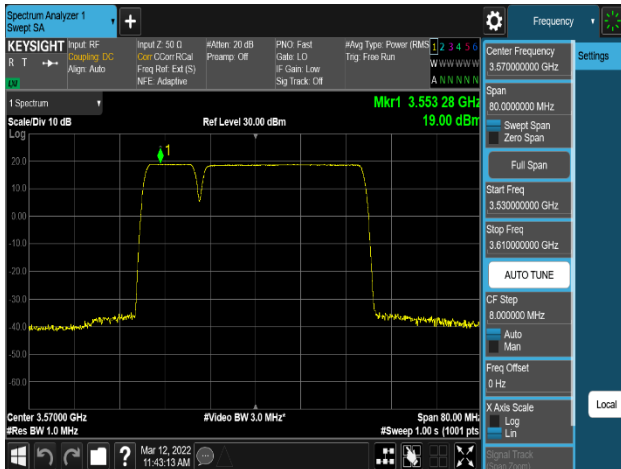 Spectrum Analyzer 1
Swept SA
Frequency
KEYSIGHT
R T
Input: RF
Coupling: DC
Align: Auto
Input Z: 50 Ω
Corr CCorr RCal
Freq Ref: Ext (S)
NFE: Adaptive
#Atten: 20 dB
Preamp: Off
PNO: Fast
Gate: LO
IF Gain: Low
Sig Track: Off
#Avg Type: Power (RMS
Trig: Free Run
1 2 3 4 5 6
W W W W W W
A N N N N N
1 Spectrum
Scale/Div 10 dB
Log
Ref Level 30.00 dBm
Mkr1 3.553 28 GHz
19.00 dBm
1
20.0
10.0
0.00
-10.0
-20.0
-30.0
-40.0
-50.0
-60.0
Center 3.57000 GHz
#Res BW 1.0 MHz
#Video BW 3.0 MHz*
Span 80.00 MHz
#Sweep 1.00 s (1001 pts
Mar 12, 2022
11:43:13 AM
?
Center Frequency
3.570000000 GHz
Span
80.0000000 MHz
Swept Span
Zero Span
Full Span
Start Freq
3.530000000 GHz
Stop Freq
3.610000000 GHz
AUTO TUNE
CF Step
8.000000 MHz
Auto
Man
Freq Offset
0 Hz
X Axis Scale
Log
Lin
Signal Track
(Span Zoom)
Settings
Local